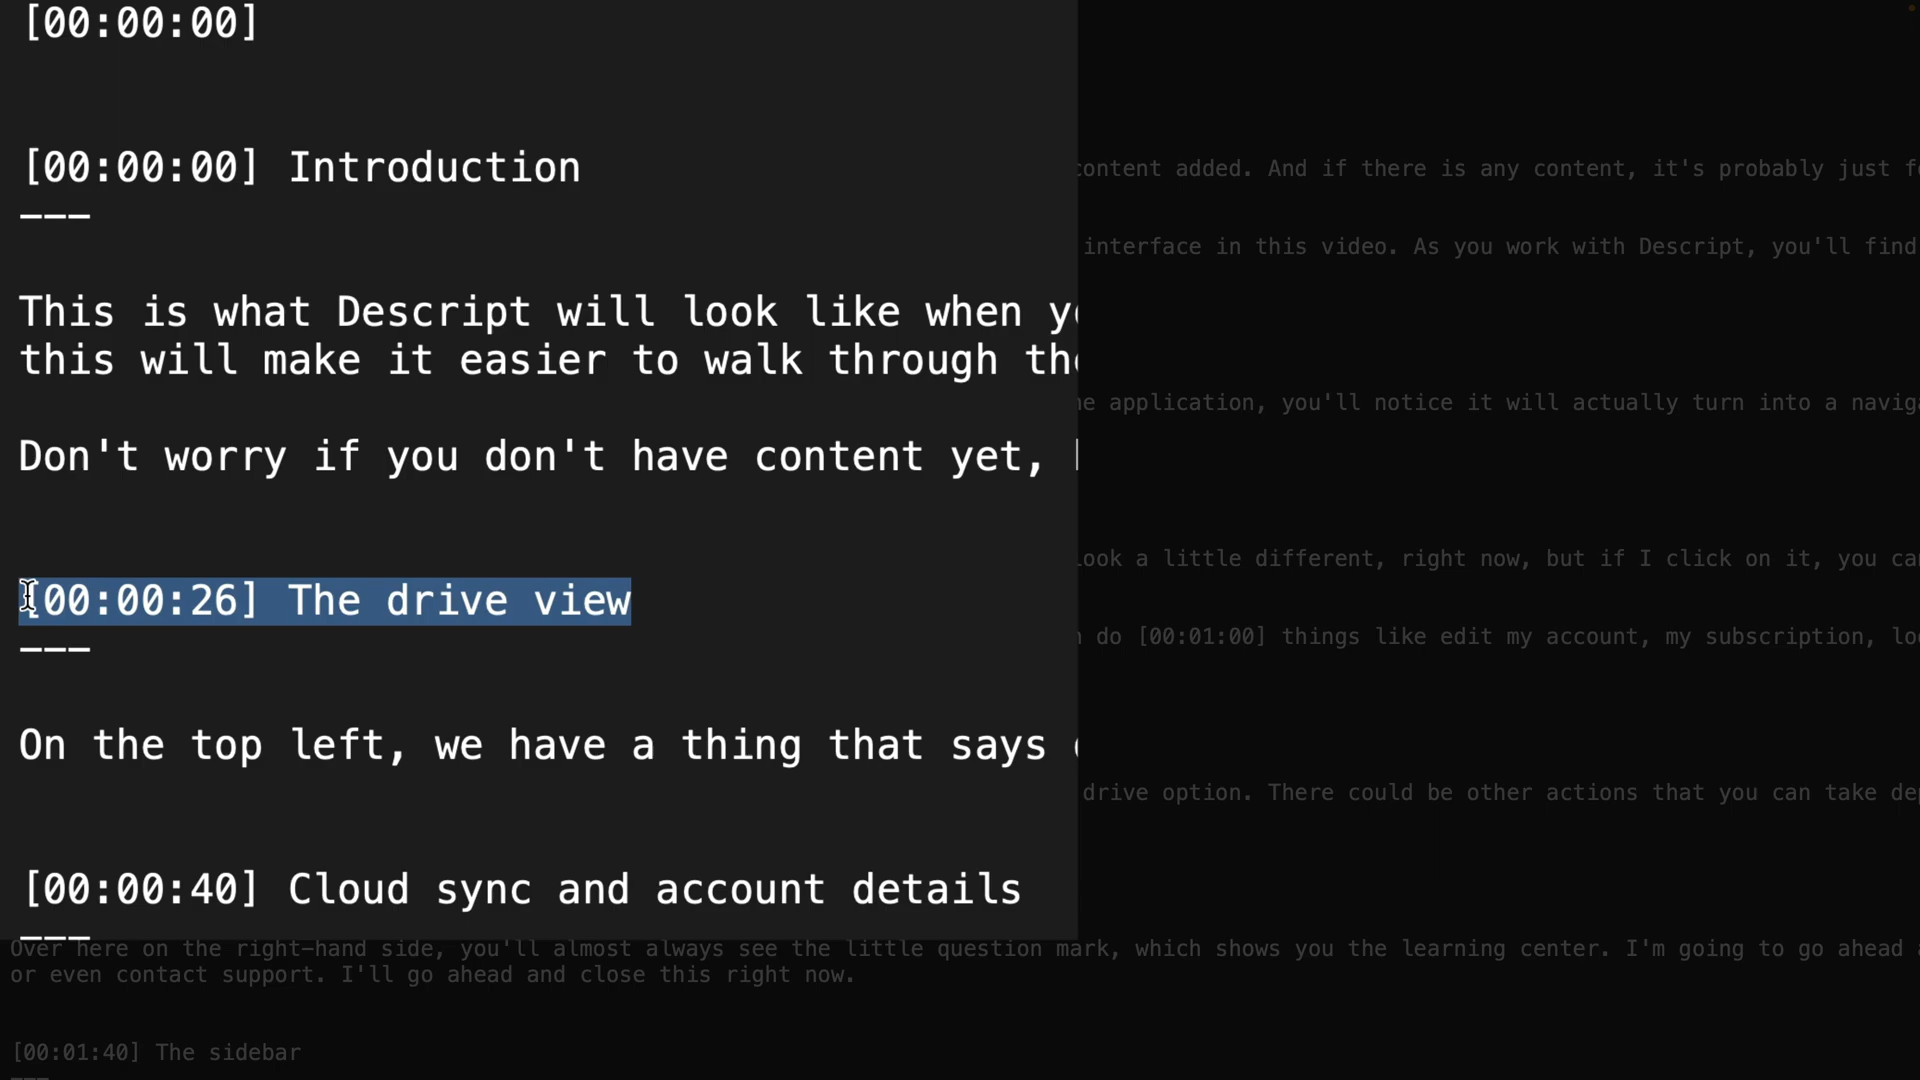 [00:00:00]
[00:00:00] Introduction
---
content added. And if there is any content, it's probably just
interface in this video. As you work with Descript, you'll find
This is what Descript will look like when
this will make it easier to walk through
application, you'll notice it will actually turn into a
Don't worry if you don't have content yet,
look a little different, right now, but if I click on it, you
[00:00:26] The drive view
---
do [00:01:00] things like edit my account, my subscription,
On the top left, we have a thing that says
drive option. There could be other actions that you can take
[00:00:40] Cloud sync and account details
---
Over here on the right-hand side, you'll almost always see the little question mark, which shows you the learning center. I'm going to go ahead
or even contact support. I'll go ahead and close this right now.
[00:01:40] The sidebar
---